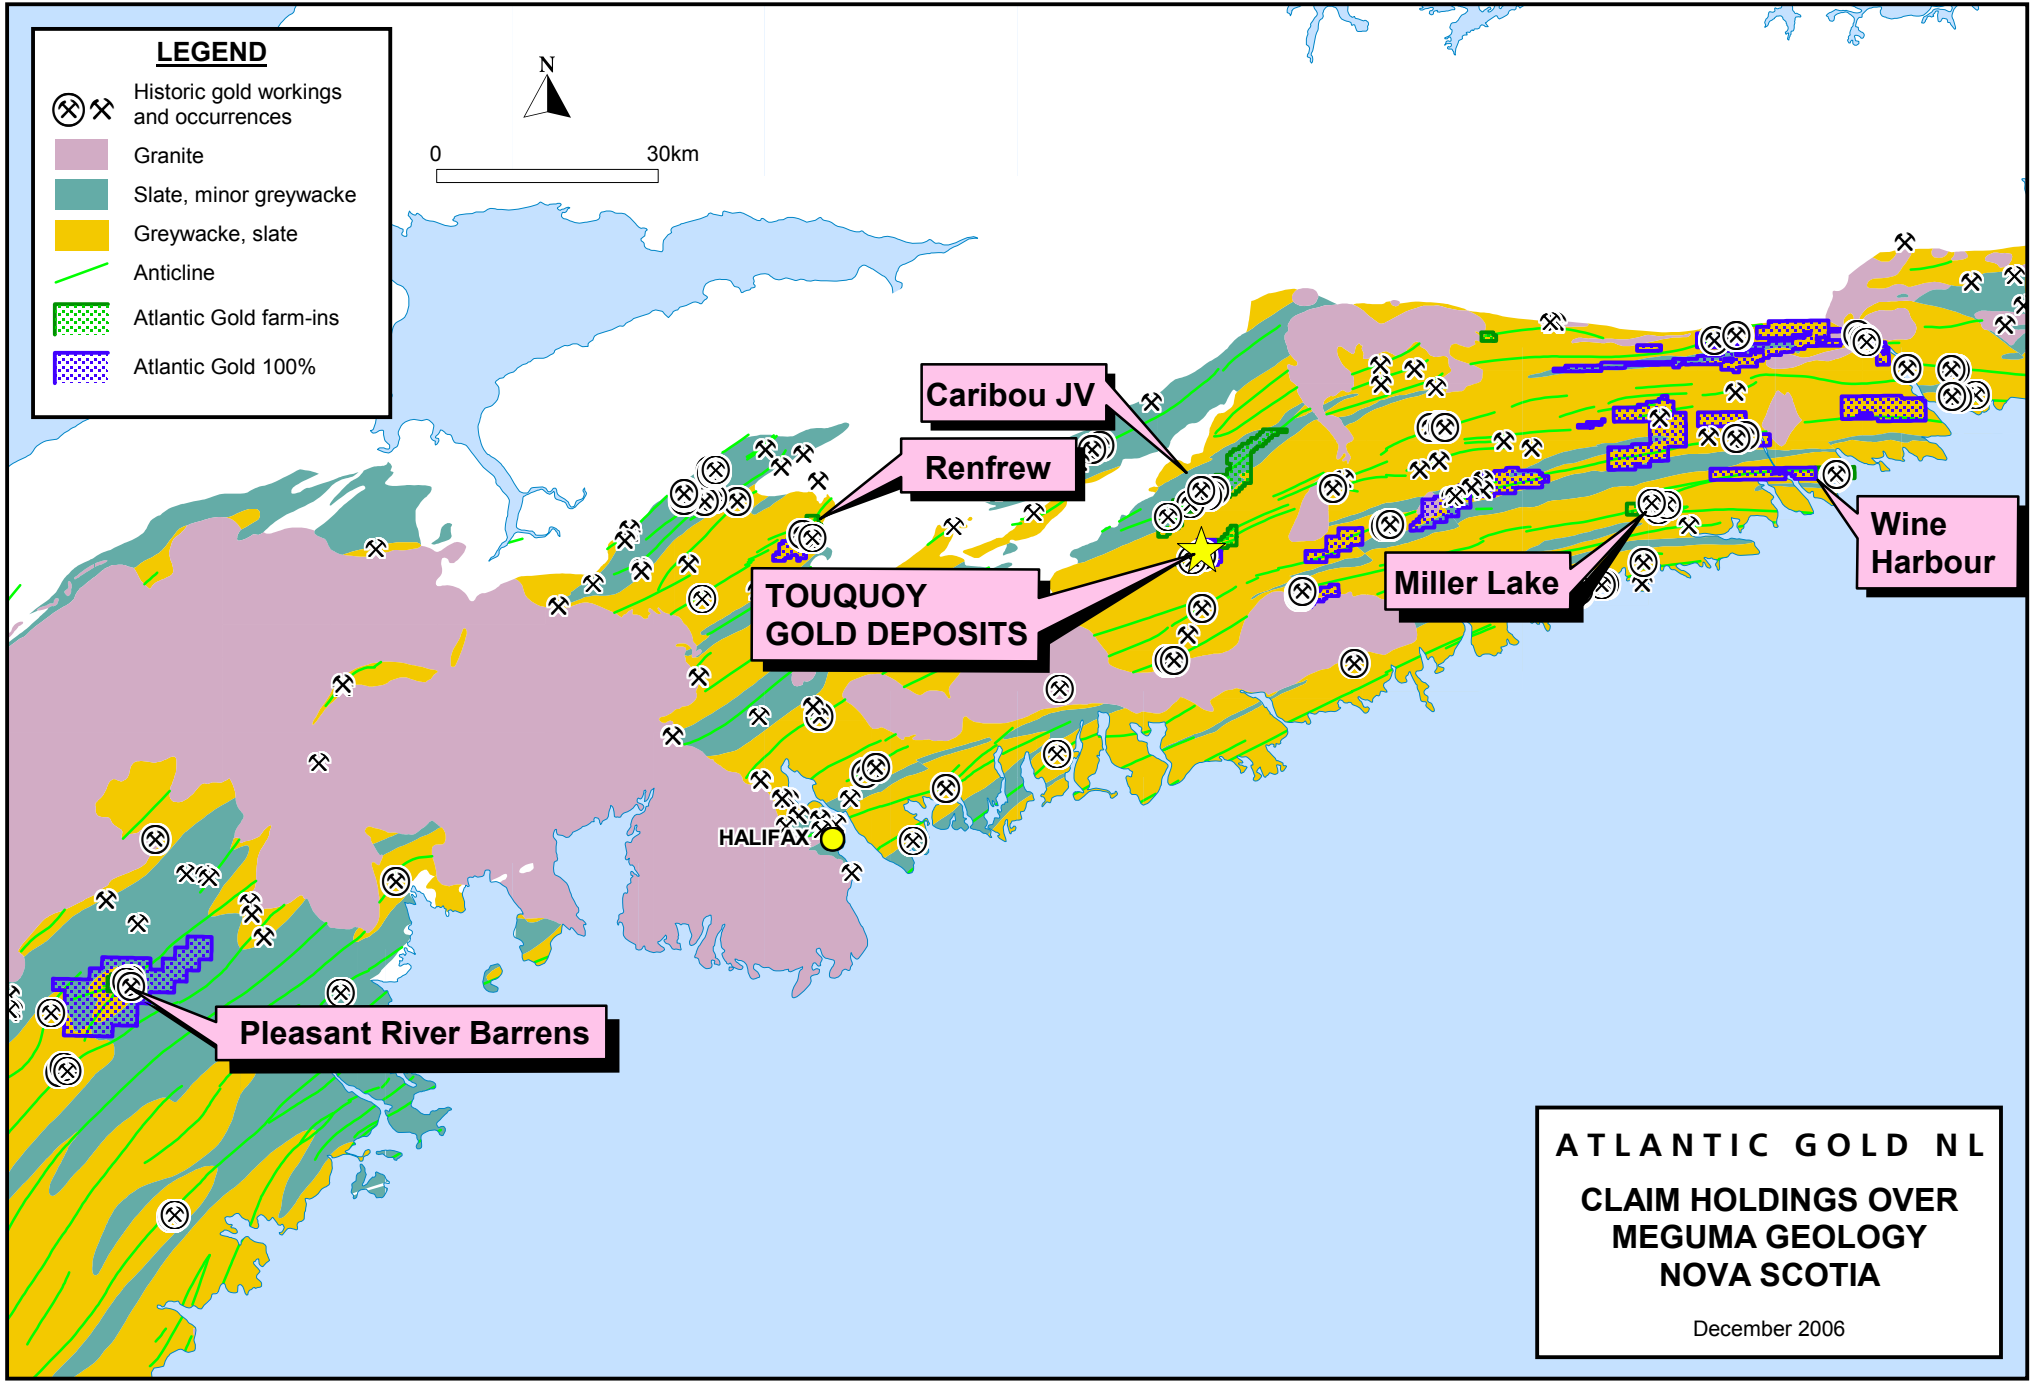 LEGEND
Historic gold workings
and occurrences
Granite
Slate, minor greywacke
Greywacke, slate
Anticline
Atlantic Gold farm-ins
Atlantic Gold 100%
N
0 30km
Caribou JV
Renfrew
TOUQUOY
GOLD DEPOSITS
Miller Lake
Wine
Harbour
HALIFAX
Pleasant River Barrens
ATLANTIC GOLD NL
CLAIM HOLDINGS OVER
MEGUMA GEOLOGY
NOVA SCOTIA
December 2006